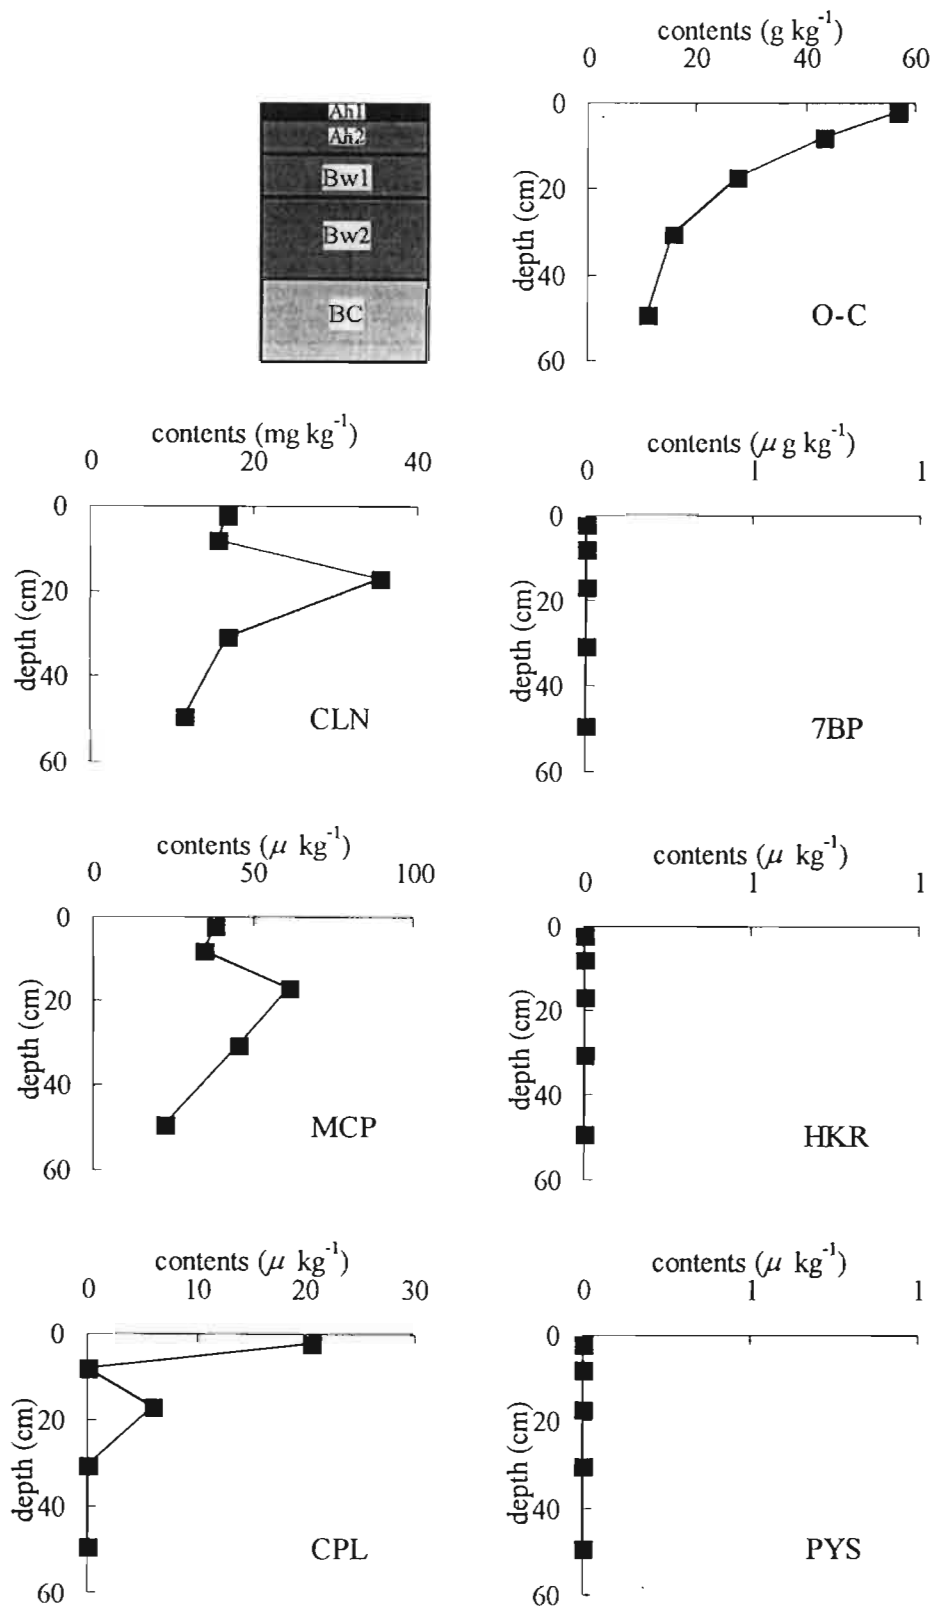 contents (g kg-1)
0 20 40 60
Ah1
Ah2
Bw1
Bw2
BC
0
20
40
60
depth (cm)
O-C
contents (mg kg-1)
0 20 40
0
20
40
60
depth (cm)
CLN
contents (μ g kg-1)
0 1 1
0
20
40
60
depth (cm)
7BP
contents (μ kg-1)
0 50 100
0
20
40
60
depth (cm)
MCP
contents (μ kg-1)
0 1 1
0
20
40
60
depth (cm)
HKR
contents (μ kg-1)
0 10 20 30
0
20
40
60
depth (cm)
CPL
contents (μ kg-1)
0 1 1
0
20
40
60
depth (cm)
PYS